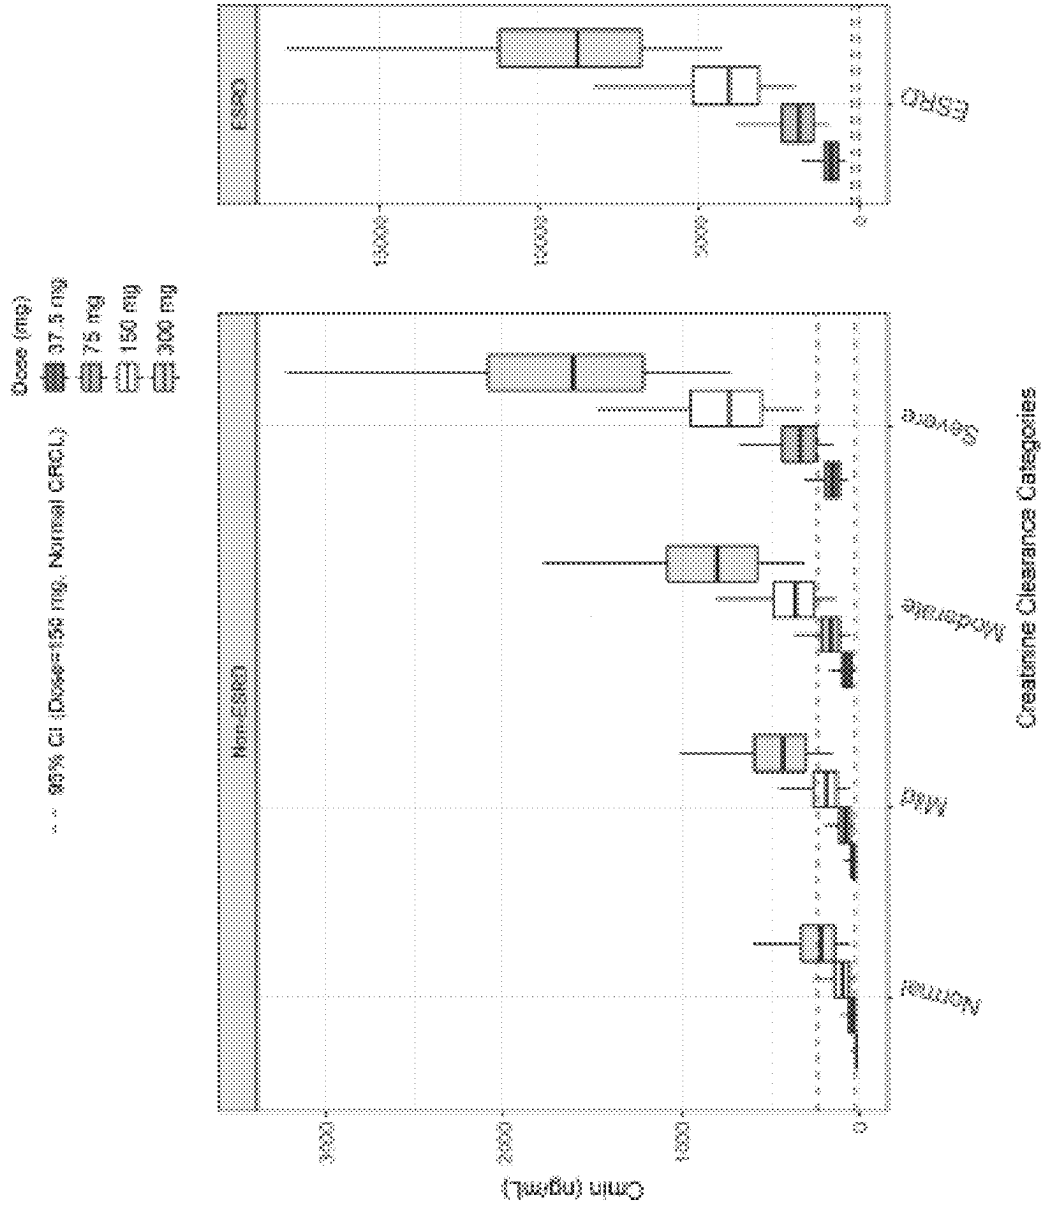 Dose (mg)
-- 95% CI (Dose=150 mg, Normal CRCL)
37.5 mg
75 mg
150 mg
300 mg
Non-ESRD
ESRD
Cmin (ng/mL)
3000
2000
1000
0
15000
10000
5000
0
Normal
Mild
Moderate
Severe
ESRD
Creatinine Clearance Categories